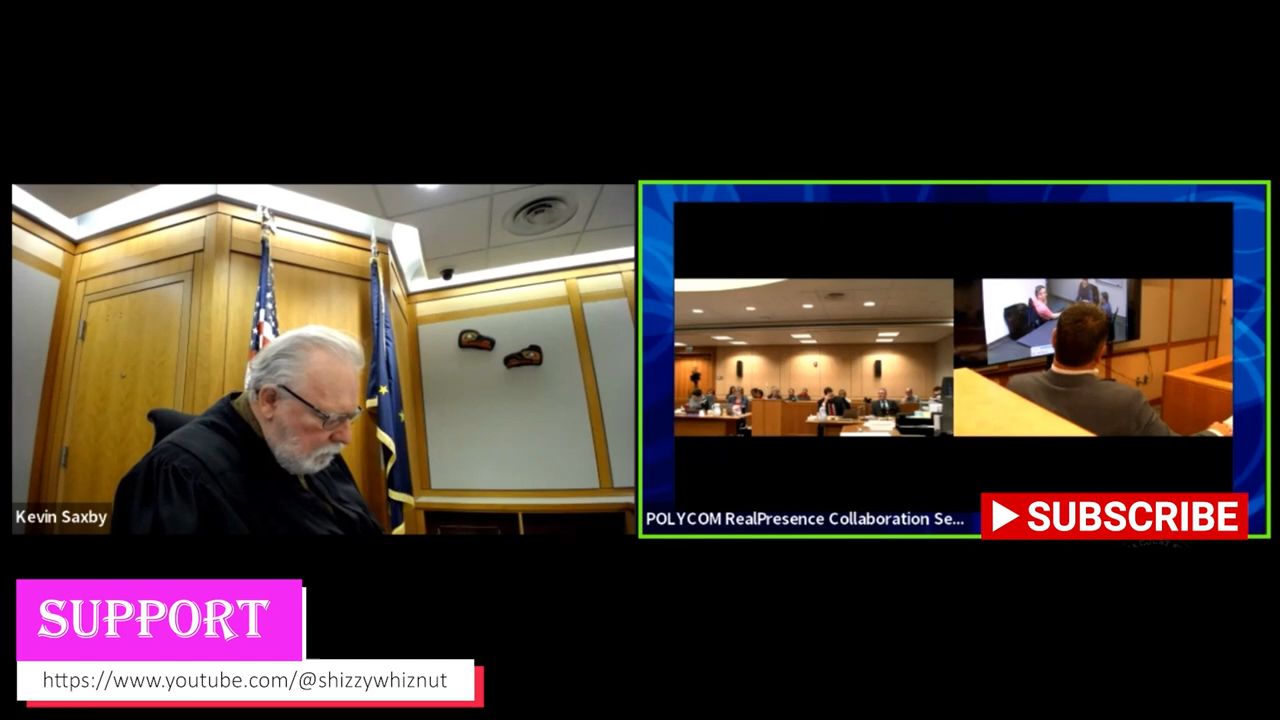 Kevin Saxby
POLYCOM RealPresence Collaboration Se...
SUBSCRIBE
SUPPORT
https://www.youtube.com/@shizzywhiznut